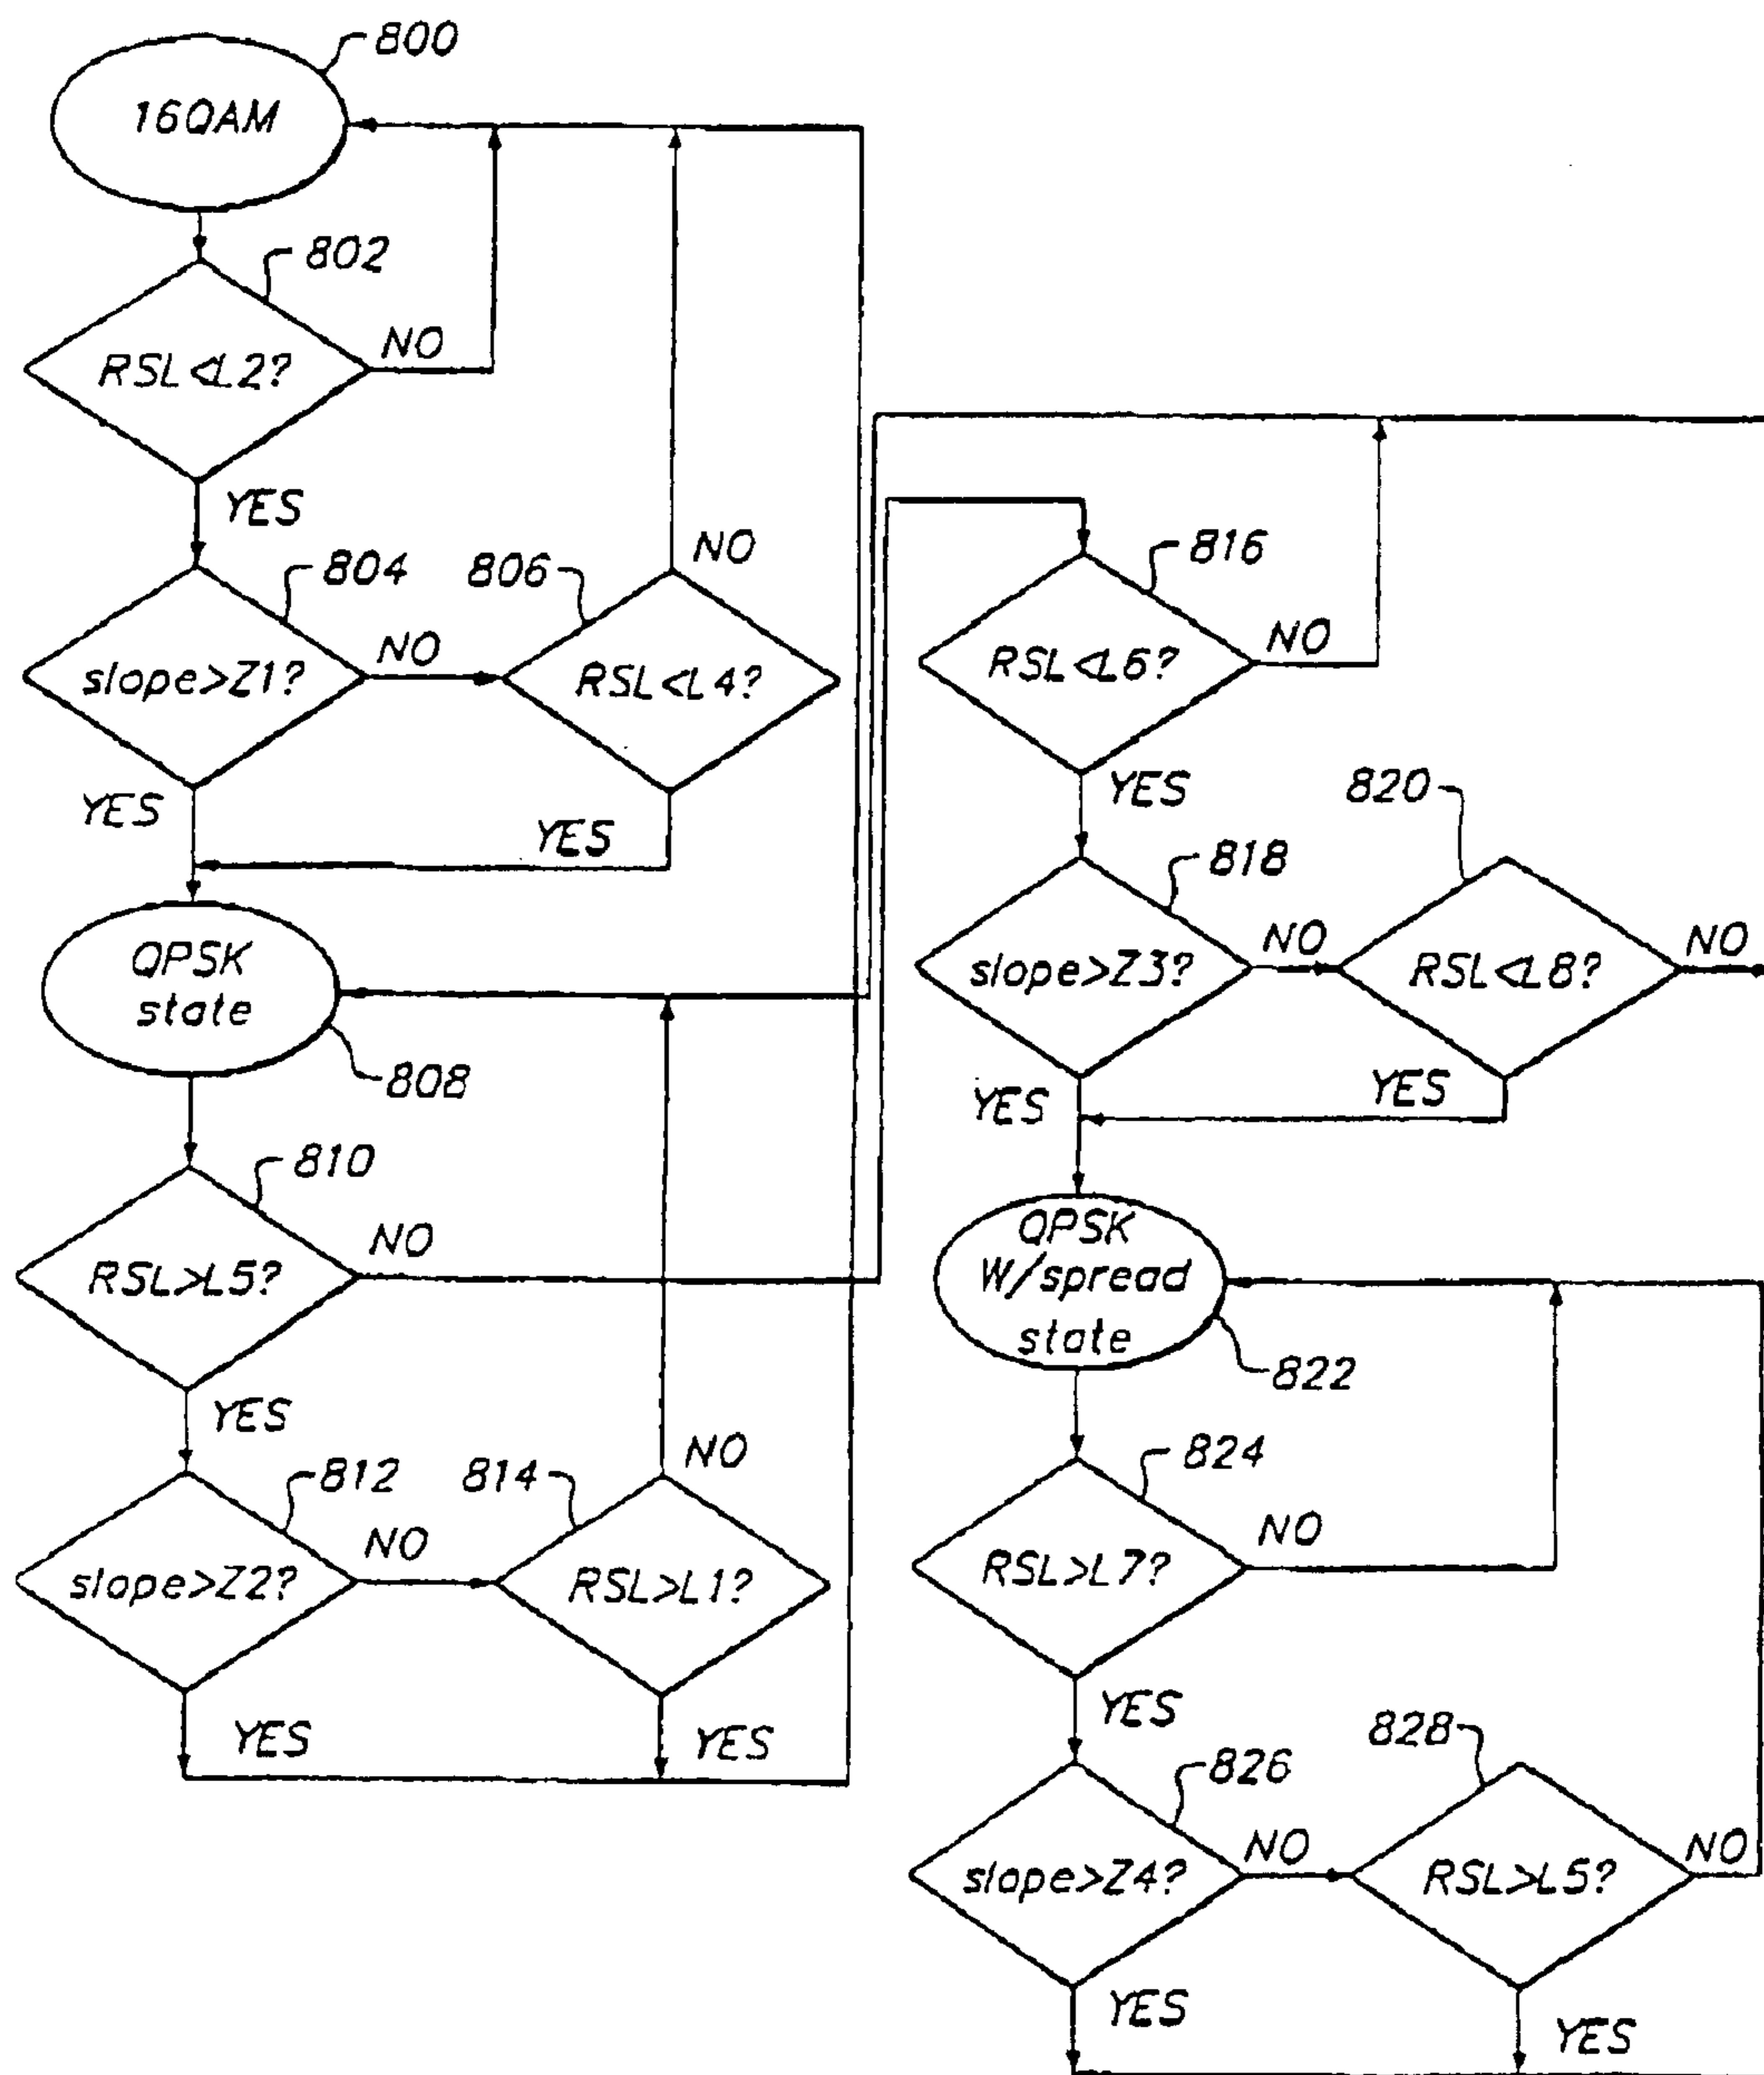 800
16QAM
802
RSL<L2?
NO
YES
804
slope>Z1?
NO
806
RSL<L4?
NO
YES
YES
QPSK
state
808
810
RSL>L5?
NO
YES
812
slope>Z2?
NO
814
RSL>L1?
NO
YES
YES
816
RSL<L6?
NO
YES
818
slope>Z3?
NO
820
RSL<L8?
NO
YES
YES
QPSK
W/spread
state
822
824
RSL>L7?
NO
YES
826
slope>Z4?
NO
828
RSL>L5?
NO
YES
YES